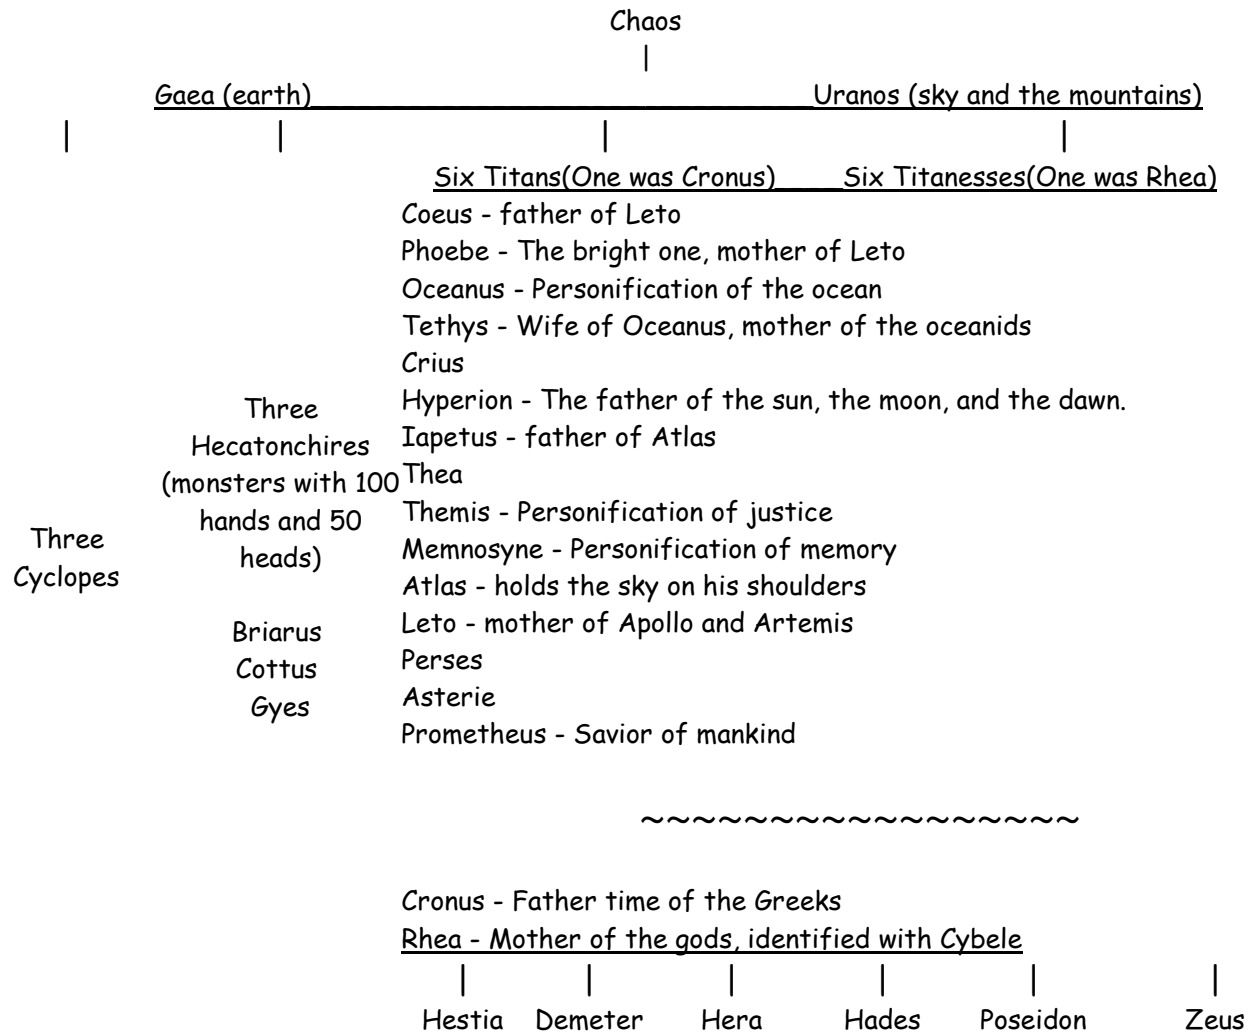 Chaos
|
Gaea (earth)__________________________________Uranos (sky and the mountains)
| | | |
Six Titans(One was Cronus)_____Six Titanesses(One was Rhea)
Three
Cyclopes
Three
Hecatonchires
(monsters with 100
hands and 50
heads)
Briarus
Cottus
Gyes
Coeus - father of Leto
Phoebe - The bright one, mother of Leto
Oceanus - Personification of the ocean
Tethys - Wife of Oceanus, mother of the oceanids
Crius
Hyperion - The father of the sun, the moon, and the dawn.
Iapetus - father of Atlas
Thea
Themis - Personification of justice
Memnosyne - Personification of memory
Atlas - holds the sky on his shoulders
Leto - mother of Apollo and Artemis
Perses
Asterie
Prometheus - Savior of mankind
~~~~~~~~~~~~~~~~~
Cronus - Father time of the Greeks
Rhea - Mother of the gods, identified with Cybele
| | | | | |
Hestia Demeter Hera Hades Poseidon Zeus